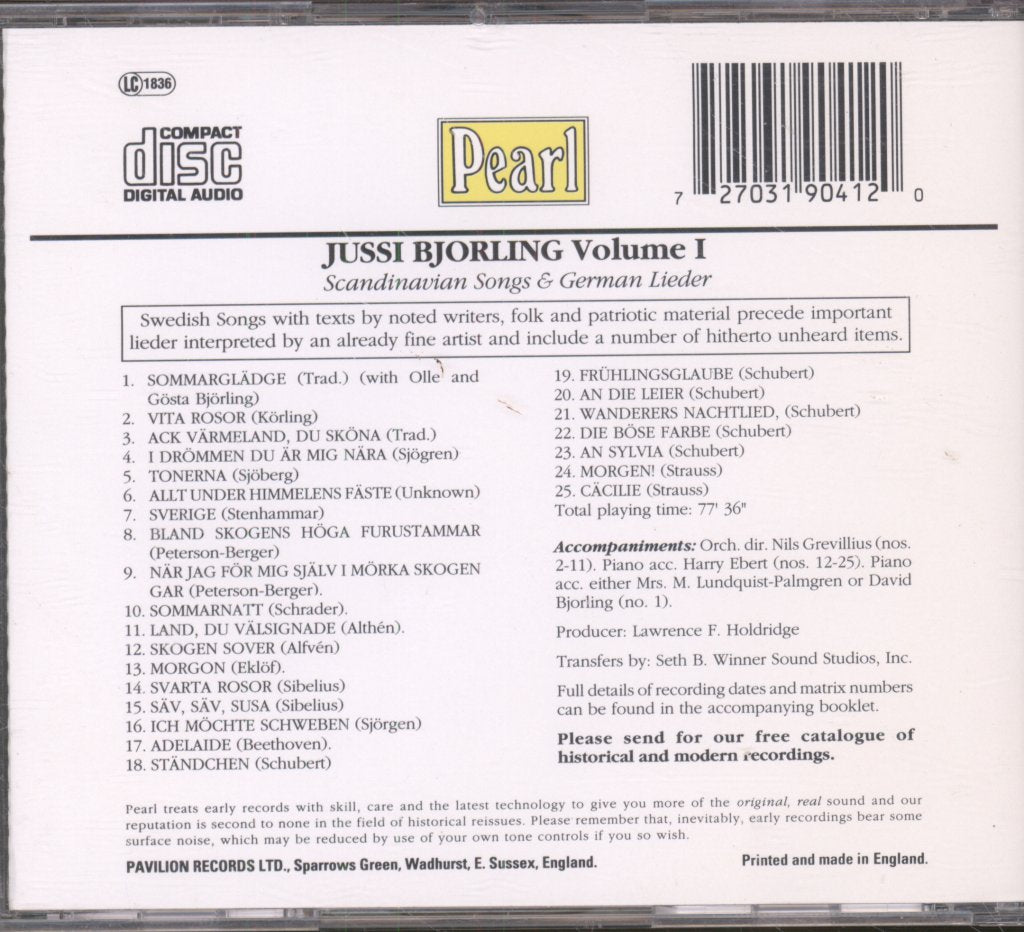 LC 1836
COMPACT
disc
DIGITAL AUDIO
Pearl
7 27031 90412 0
JUSSI BJORLING Volume I
Scandinavian Songs & German Lieder
Swedish Songs with texts by noted writers, folk and patriotic material precede important
lieder interpreted by an already fine artist and include a number of hitherto unheard items.
1. SOMMARGLÄDGE (Trad.) (with Olle and
Gösta Björling)
2. VITA ROSOR (Körling)
3. ACK VÄRMELAND, DU SKÖNA (Trad.)
4. I DRÖMMEN DU ÄR MIG NÄRA (Sjögren)
5. TONERNA (Sjöberg)
6. ALLT UNDER HIMMELENS FÄSTE (Unknown)
7. SVERIGE (Stenhammar)
8. BLAND SKOGENS HÖGA FURUSTAMMAR
(Peterson-Berger)
9. NÄR JAG FÖR MIG SJÄLV I MÖRKA SKOGEN
GAR (Peterson-Berger).
10. SOMMARNATT (Schrader).
11. LAND, DU VÄLSIGNADE (Althén).
12. SKOGEN SOVER (Alfvén)
13. MORGON (Eklöf).
14. SVARTA ROSOR (Sibelius)
15. SÄV, SÄV, SUSA (Sibelius)
16. ICH MÖCHTE SCHWEBEN (Sjörgen)
17. ADELAIDE (Beethoven).
18. STÄNDCHEN (Schubert)
19. FRÜHLINGSGLAUBE (Schubert)
20. AN DIE LEIER (Schubert)
21. WANDERERS NACHTLIED, (Schubert)
22. DIE BÖSE FARBE (Schubert)
23. AN SYLVIA (Schubert)
24. MORGEN! (Strauss)
25. CÄCILIE (Strauss)
Total playing time: 77' 36"
Accompaniments: Orch. dir. Nils Grevillius (nos.
2-11). Piano acc. Harry Ebert (nos. 12-25). Piano
acc. either Mrs. M. Lundquist-Palmgren or David
Bjorling (no. 1).
Producer: Lawrence F. Holdridge
Transfers by: Seth B. Winner Sound Studios, Inc.
Full details of recording dates and matrix numbers
can be found in the accompanying booklet.
Please send for our free catalogue of
historical and modern recordings.
Pearl treats early records with skill, care and the latest technology to give you more of the original, real sound and our
reputation is second to none in the field of historical reissues. Please remember that, inevitably, early recordings bear some
surface noise, which may be reduced by use of your own tone controls if you so wish.
PAVILION RECORDS LTD., Sparrows Green, Wadhurst, E. Sussex, England.
Printed and made in England.